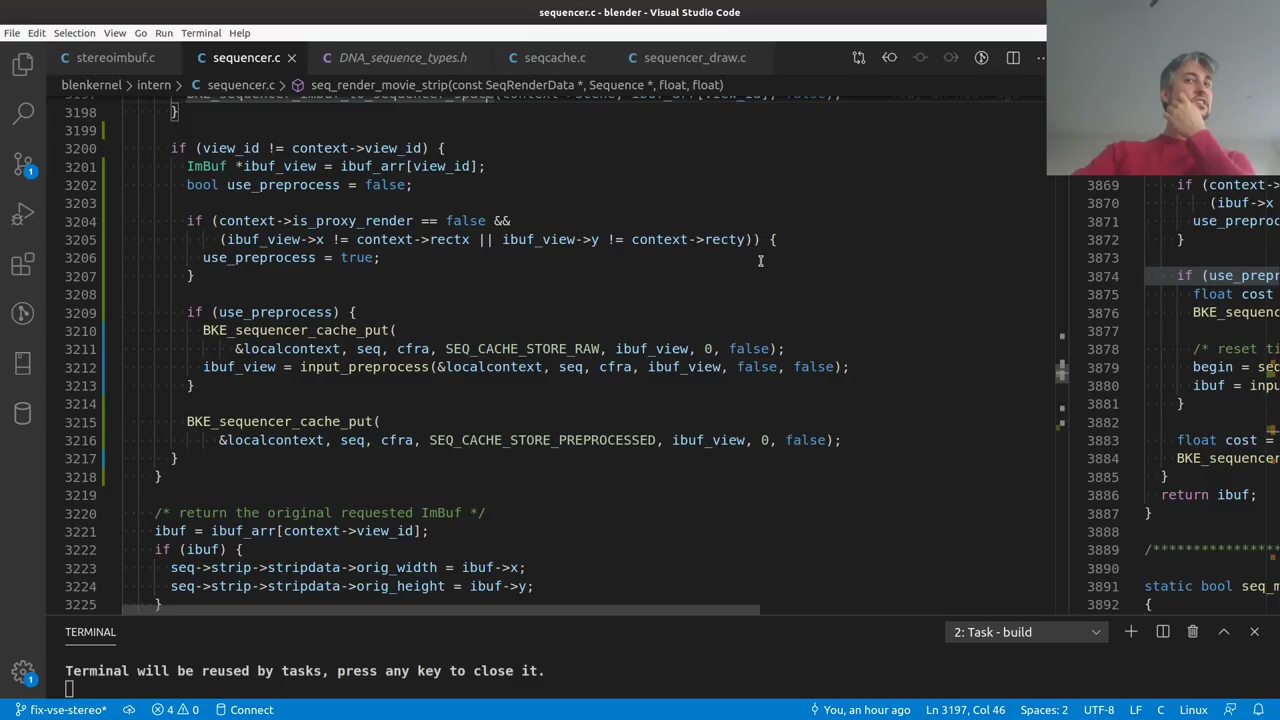 sequencer.c - blender - Visual Studio Code
File Edit Selection View Go Run Terminal Help
stereoimbuf.c sequencer.c DNA_sequence_types.h seqcache.c sequencer_draw.c
blenkernel > intern > sequencer.c > seq_render_movie_strip(const SeqRenderData *, Sequence *, float, float)
3198 }
3199
3200 if (view_id != context->view_id) {
3201 ImBuf *ibuf_view = ibuf_arr[view_id];
3202 bool use_preprocess = false;
3203
3204 if (context->is_proxy_render == false &&
3205 (ibuf_view->x != context->rectx || ibuf_view->y != context->recty)) {
3206 use_preprocess = true;
3207 }
3208
3209 if (use_preprocess) {
3210 BKE_sequencer_cache_put(
3211 &localcontext, seq, cfra, SEQ_CACHE_STORE_RAW, ibuf_view, 0, false);
3212 ibuf_view = input_preprocess(&localcontext, seq, cfra, ibuf_view, false, false);
3213 }
3214
3215 BKE_sequencer_cache_put(
3216 &localcontext, seq, cfra, SEQ_CACHE_STORE_PREPROCESSED, ibuf_view, 0, false);
3217 }
3218 }
3219
3220 /* return the original requested ImBuf */
3221 ibuf = ibuf_arr[context->view_id];
3222 if (ibuf) {
3223 seq->strip->stripdata->orig_width = ibuf->x;
3224 seq->strip->stripdata->orig_height = ibuf->y;
3225 }
3869 if (context-
3870 (ibuf->x
3871 use_preproc
3872 }
3873
3874 if (use_prepr
3875 float cost
3876 BKE_sequenc
3877
3878 /* reset ti
3879 begin = seq
3880 ibuf = inpu
3881 }
3882
3883 float cost =
3884 BKE_sequencer
3885 }
3886 return ibuf;
3887 }
3888
3889 /***************
3890
3891 static bool seq_m
3892 {
TERMINAL
2: Task - build
Terminal will be reused by tasks, press any key to close it.
fix-vse-stereo* 4 0 Connect You, an hour ago Ln 3197, Col 46 Spaces: 2 UTF-8 LF C Linux